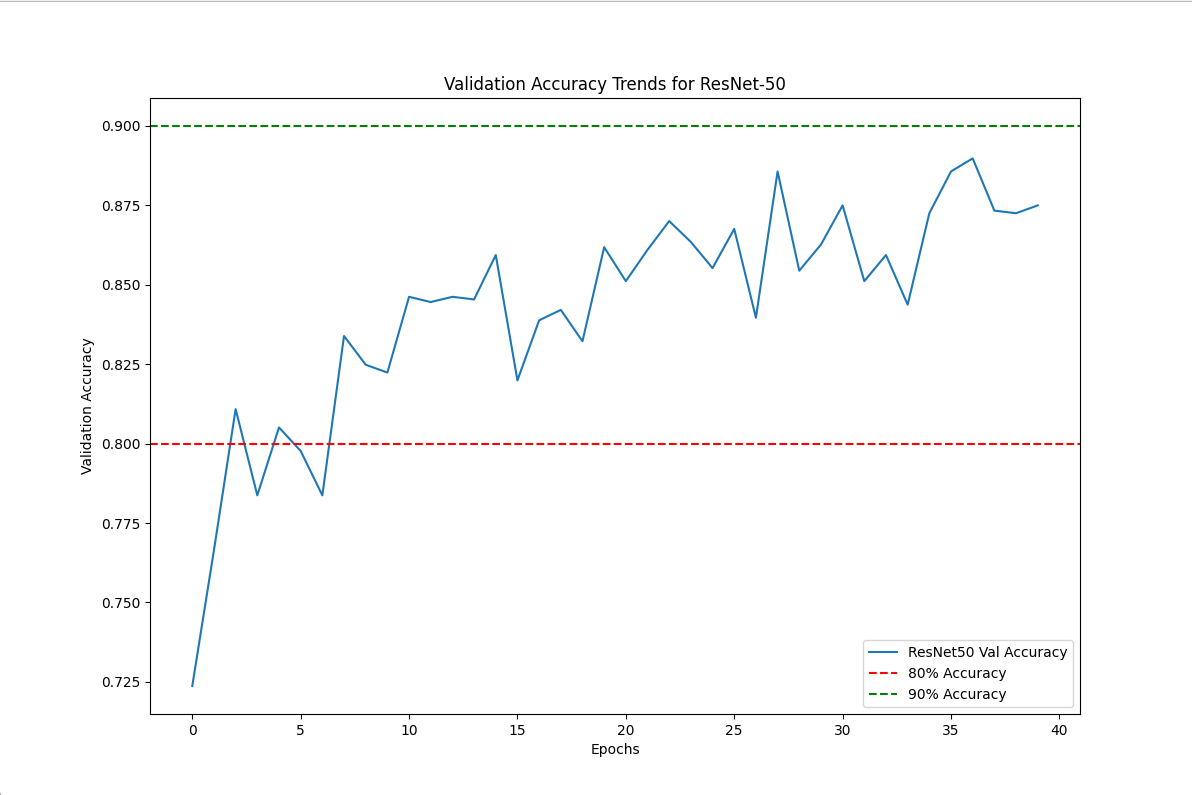 Validation Accuracy Trends for ResNet-50
0.900
0.875
0.850
0.825
0.800
0.775
0.750
0.725
Validation Accuracy
ResNet50 Val Accuracy
80% Accuracy
90% Accuracy
0 5 10 15 20 25 30 35 40
Epochs